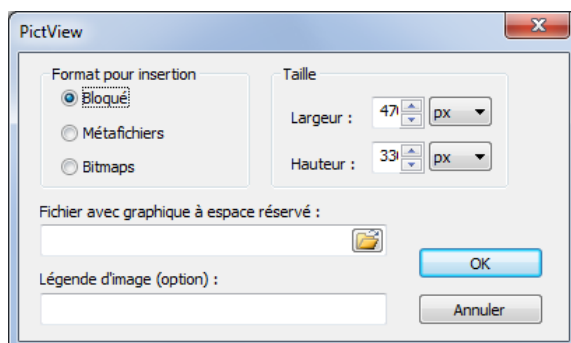 PictView
Format pour insertion
Bloqué
Métafichiers
Bitmaps
Taille
Largeur : px
Hauteur : px
Fichier avec graphique à espace réservé :
Légende d'image (option) :
OK
Annuler